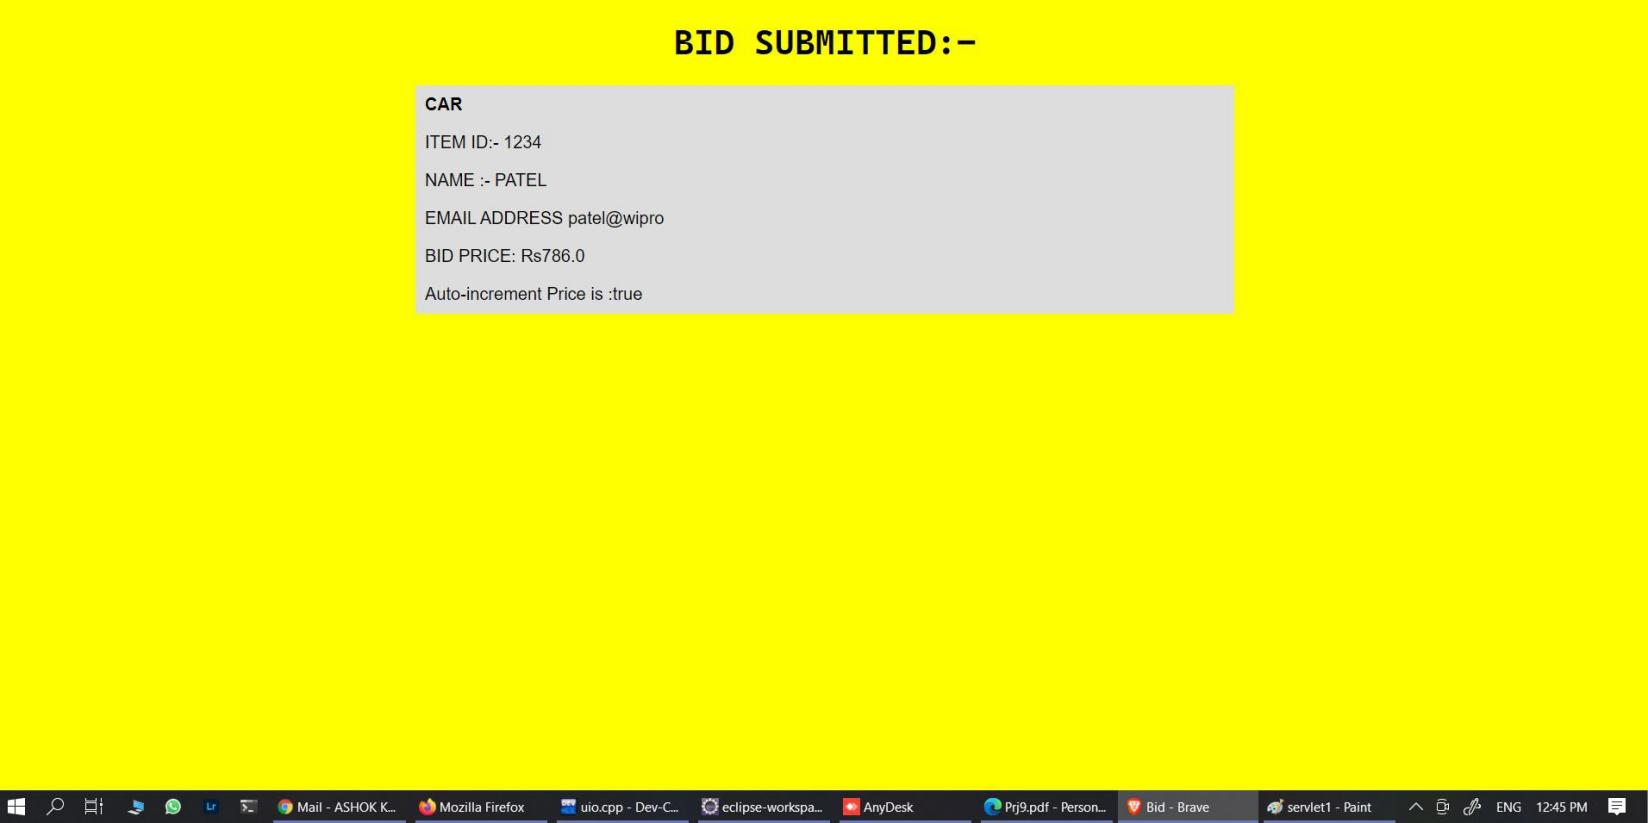 BID SUBMITTED:-
CAR
ITEM ID:- 1234
NAME :- PATEL
EMAIL ADDRESS patel@wipro
BID PRICE: Rs786.0
Auto-increment Price is :true
Lr
Mail - ASHOK K...
Mozilla Firefox
uio.cpp - Dev-C...
eclipse-workspa...
AnyDesk
Prj9.pdf - Person...
Bid - Brave
servlet1 - Paint
ENG
12:45 PM